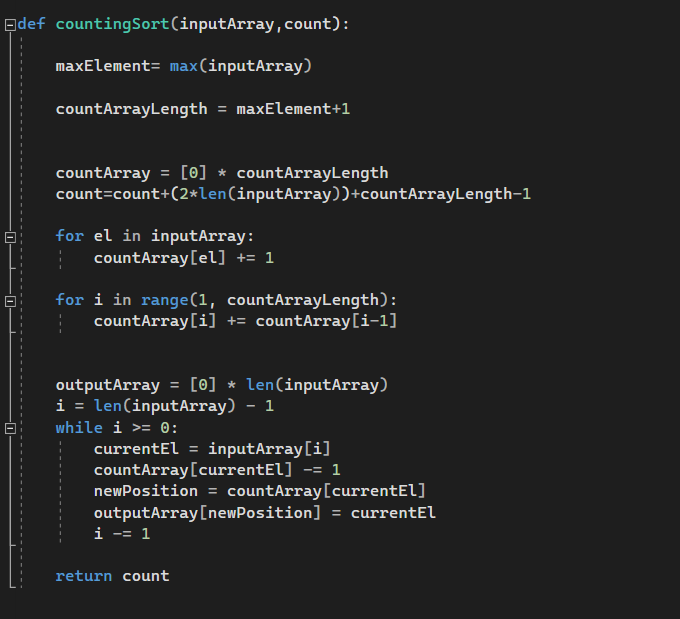 def countingSort(inputArray,count):
    maxElement= max(inputArray)
    countArrayLength = maxElement+1
    countArray = [0] * countArrayLength
    count=count+(2*len(inputArray))+countArrayLength-1
    for el in inputArray:
        countArray[el] += 1
    for i in range(1, countArrayLength):
        countArray[i] += countArray[i-1]
    outputArray = [0] * len(inputArray)
    i = len(inputArray) - 1
    while i >= 0:
        currentEl = inputArray[i]
        countArray[currentEl] -= 1
        newPosition = countArray[currentEl]
        outputArray[newPosition] = currentEl
        i -= 1
    return count